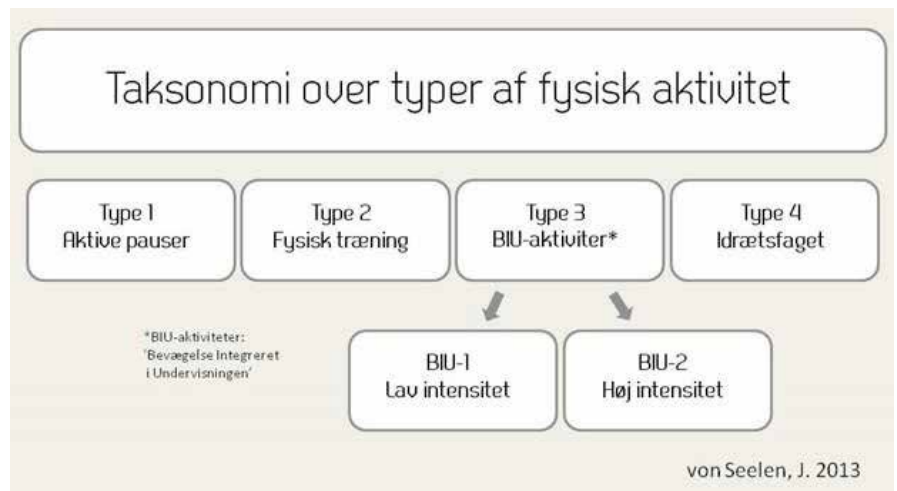 Taksonomi over typer af fysisk aktivitet
Type 1
Aktive pauser
Type 2
Fysisk træning
Type 3
BIU-aktiviter*
Type 4
Idrætsfaget
*BIU-aktiviteter:
'Bevægelse Integreret
i Undervisningen'
BIU-1
Lav intensitet
BIU-2
Høj intensitet
von Seelen, J. 2013